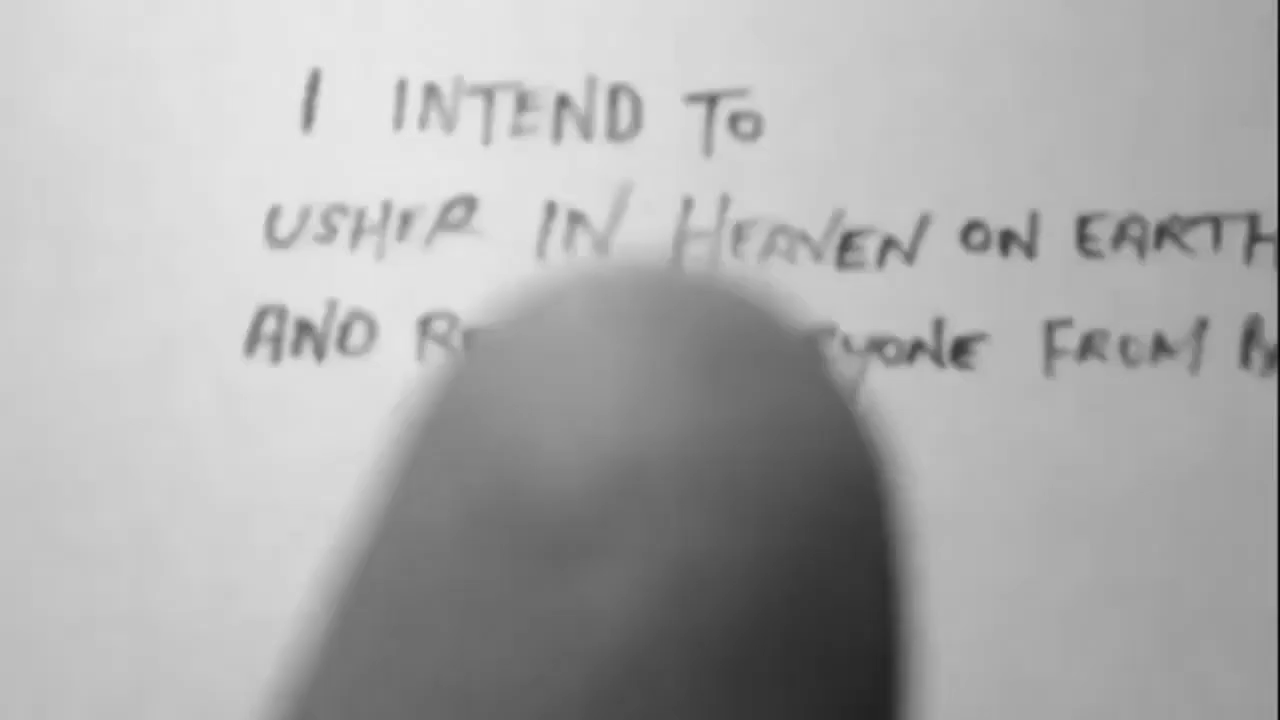 I INTEND TO
USHER IN HEAVEN ON EARTH
AND FROM